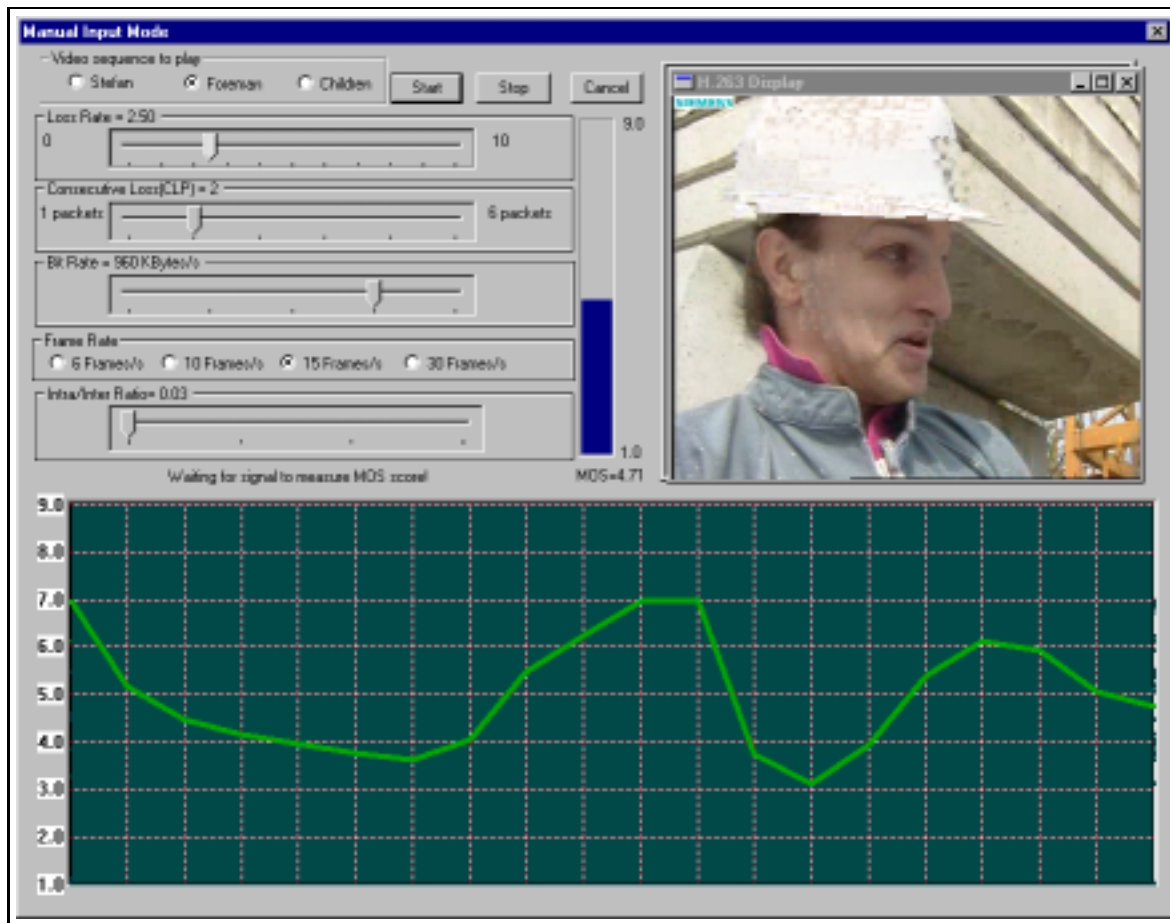 Manual Input Mode
Video sequence to play
Stefan Foreman Children Start Stop Cancel
Loss Rate = 2.50
0 10
Consecutive Loss(CLP) = 2
1 packets 6 packets
Bit Rate = 960 KBytes/s
Frame Rate
6 Frames/s 10 Frames/s 15 Frames/s 30 Frames/s
Intra/Inter Ratio= 0.03
Waiting for signal to measure MOS score!
9.0
1.0
MOS=4.71
H.263 Display
SIEMENS
9.0
8.0
7.0
6.0
5.0
4.0
3.0
2.0
1.0